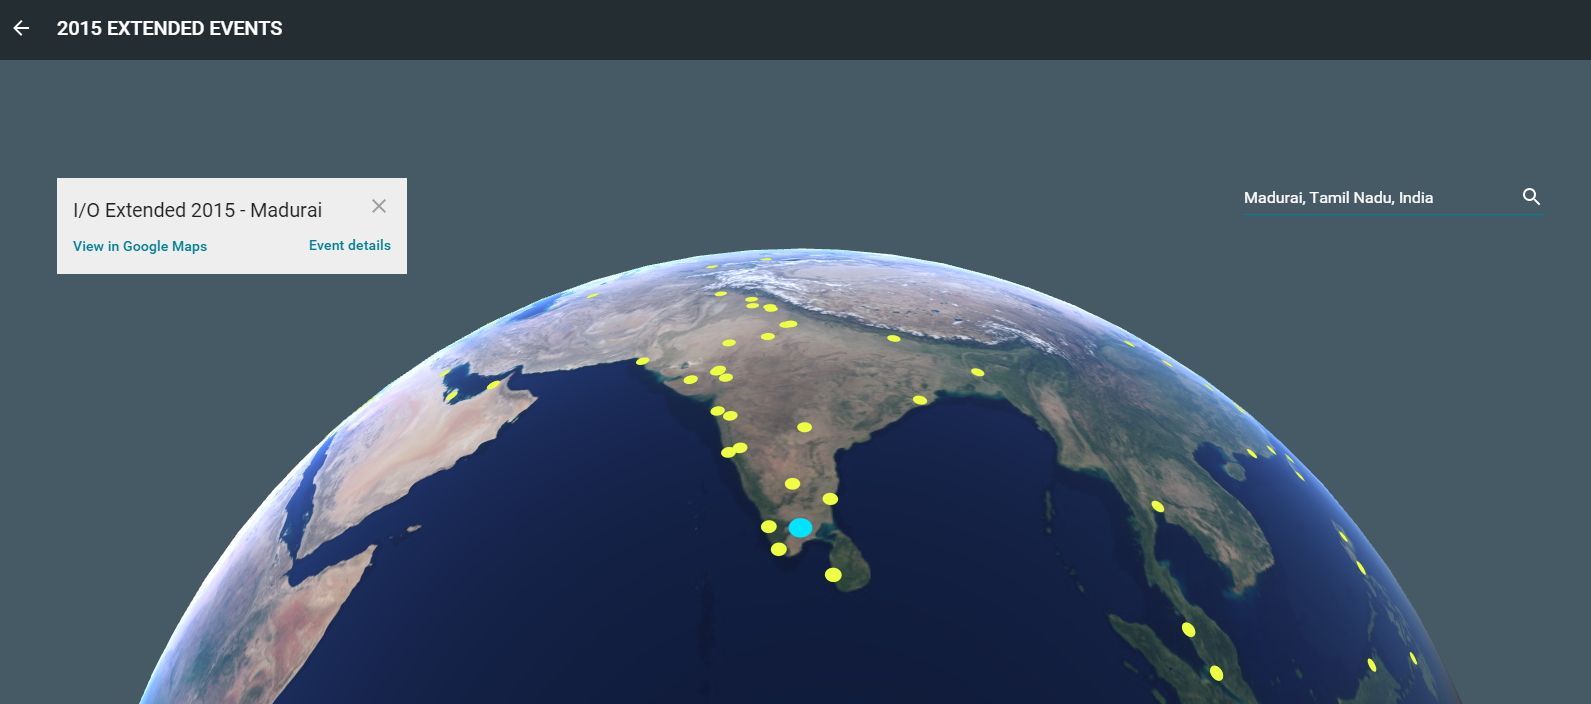 2015 EXTENDED EVENTS
I/O Extended 2015 - Madurai
View in Google Maps
Event details
Madurai, Tamil Nadu, India